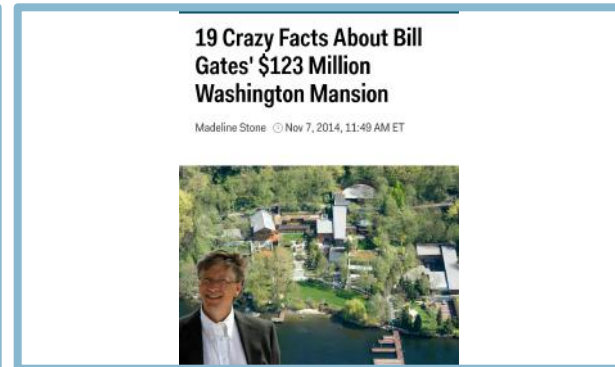 19 Crazy Facts About Bill
Gates' $123 Million
Washington Mansion
Madeline Stone Nov 7, 2014, 11:49 AM ET